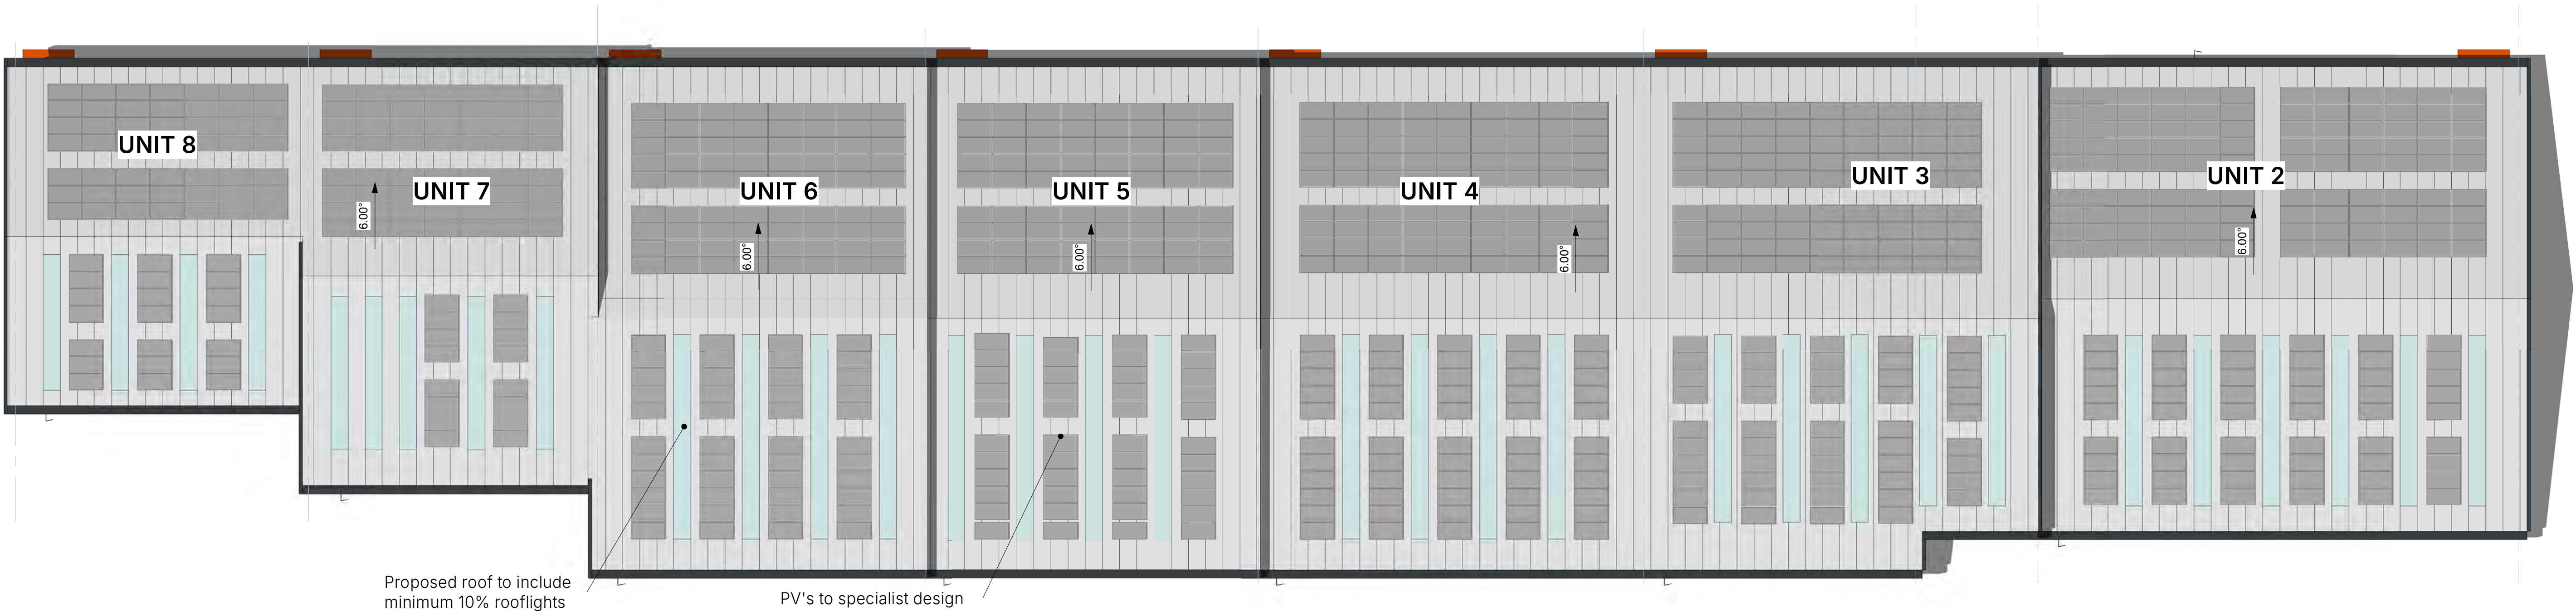 UNIT 8
UNIT 7
6.00°
UNIT 6
6.00°
UNIT 5
6.00°
UNIT 4
6.00°
UNIT 3
UNIT 2
6.00°
Proposed roof to include
minimum 10% rooflights
PV's to specialist design